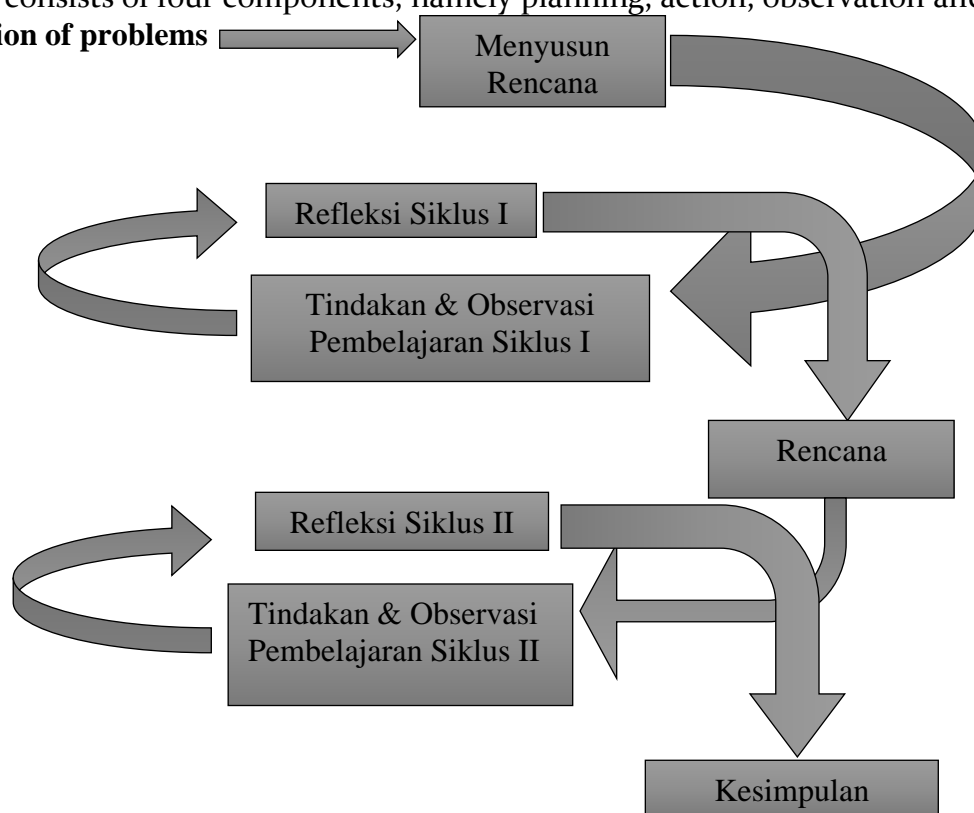 consists of four components, namely planning, action, observation and
ion of problems
Menyusun
Rencana
Refleksi Siklus I
Tindakan & Observasi
Pembelajaran Siklus I
Rencana
Refleksi Siklus II
Tindakan & Observasi
Pembelajaran Siklus II
Kesimpulan